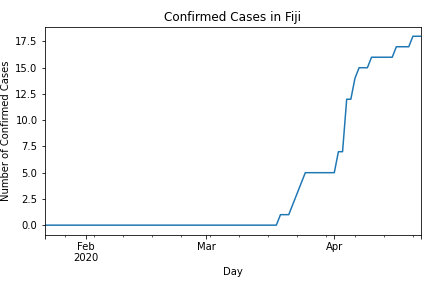 Confirmed Cases in Fiji
Number of Confirmed Cases
17.5
15.0
12.5
10.0
7.5
5.0
2.5
0.0
Feb
2020
Mar
Apr
Day